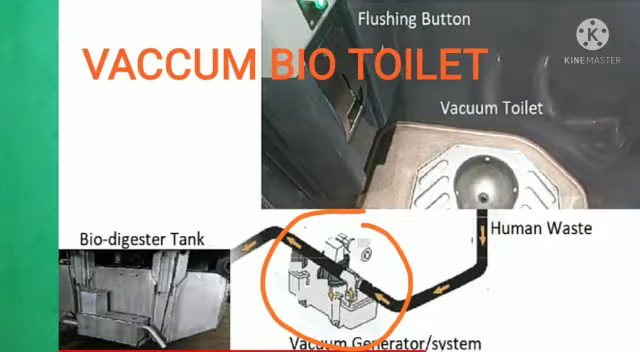 Flushing Button
KINEMASTER
VACCUM BIO TOILET
Vacuum Toilet
Human Waste
Bio-digester Tank
Vacuum Generator/system